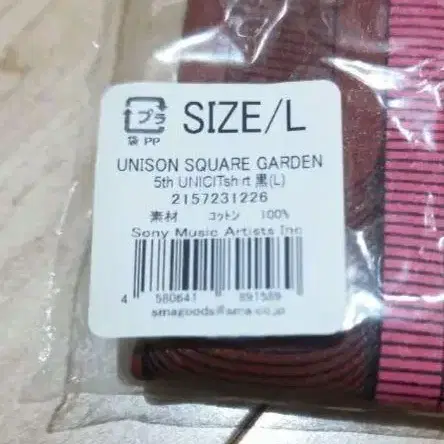 プラ
袋 PP
SIZE/L
UNISON SQUARE GARDEN
5th UNICITshirt 黒(L)
2157231226
素材 コットン 100%
Sony Music Artists Inc
4 580641 891589
smagoods@sma.co.jp